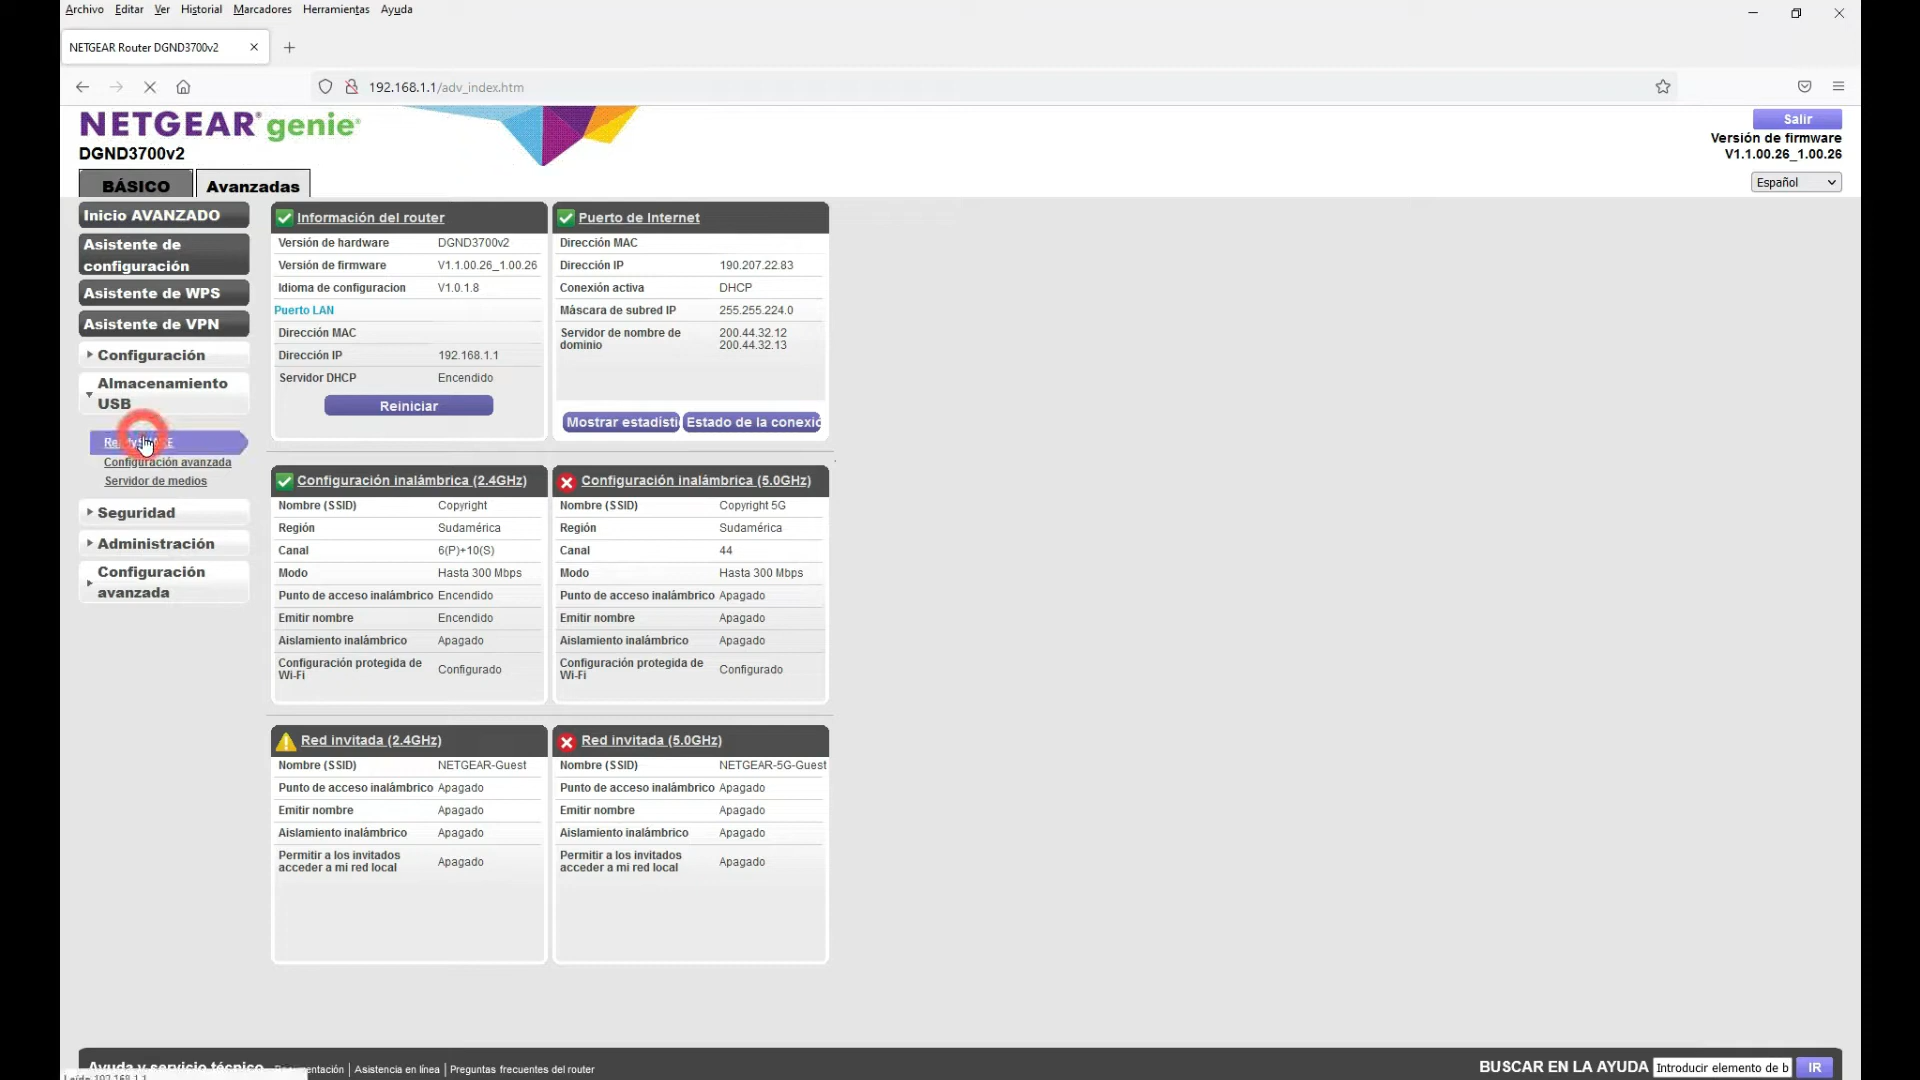 Archivo Editar Ver Historial Marcadores Herramientas Ayuda
NETGEAR Router DGND3700v2
192.168.1.1/adv_index.htm
NETGEAR® genie®
DGND3700v2
Salir
Versión de firmware
V1.1.00.26_1.00.26
Español
BÁSICO
Avanzadas
Inicio AVANZADO
Asistente de
configuración
Asistente de WPS
Asistente de VPN
Configuración
Almacenamiento
USB
Configuración avanzada
Servidor de medios
Seguridad
Administración
Configuración
avanzada
Información del router
Versión de hardware DGND3700v2
Versión de firmware V1.1.00.26_1.00.26
Idioma de configuracion V1.0.1.8
Puerto LAN
Dirección MAC
Dirección IP 192.168.1.1
Servidor DHCP Encendido
Reiniciar
Puerto de Internet
Dirección MAC
Dirección IP 190.207.22.83
Conexión activa DHCP
Máscara de subred IP 255.255.224.0
Servidor de nombre de 200.44.32.12
dominio 200.44.32.13
Mostrar estadísti Estado de la conexió
Configuración inalámbrica (2.4GHz)
Nombre (SSID) Copyright
Región Sudamérica
Canal 6(P)+10(S)
Modo Hasta 300 Mbps
Punto de acceso inalámbrico Encendido
Emitir nombre Encendido
Aislamiento inalámbrico Apagado
Configuración protegida de
Wi-Fi Configurado
Configuración inalámbrica (5.0GHz)
Nombre (SSID) Copyright 5G
Región Sudamérica
Canal 44
Modo Hasta 300 Mbps
Punto de acceso inalámbrico Apagado
Emitir nombre Apagado
Aislamiento inalámbrico Apagado
Configuración protegida de
Wi-Fi Configurado
Red invitada (2.4GHz)
Nombre (SSID) NETGEAR-Guest
Punto de acceso inalámbrico Apagado
Emitir nombre Apagado
Aislamiento inalámbrico Apagado
Permitir a los invitados
acceder a mi red local Apagado
Red invitada (5.0GHz)
Nombre (SSID) NETGEAR-5G-Guest
Punto de acceso inalámbrico Apagado
Emitir nombre Apagado
Aislamiento inalámbrico Apagado
Permitir a los invitados
acceder a mi red local Apagado
Ayuda y servicio técnico | Asistencia en línea | Preguntas frecuentes del router
BUSCAR EN LA AYUDA Introducir elemento de b IR